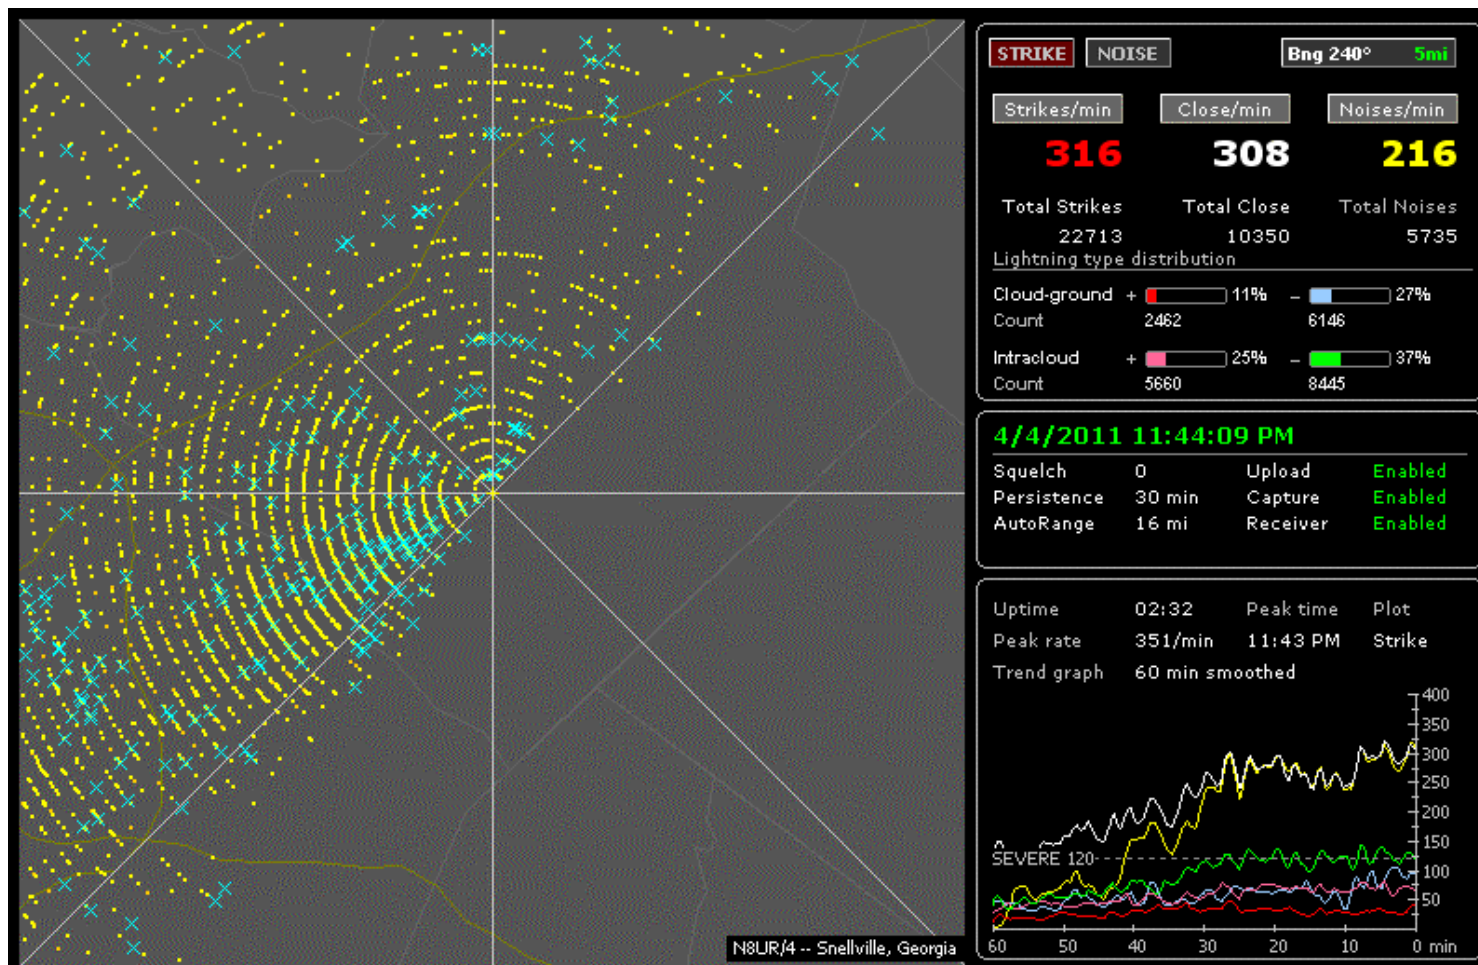 STRIKE NOISE Bng 240° 5mi
Strikes/min Close/min Noises/min
316 308 216
Total Strikes Total Close Total Noises
22713 10350 5735
Lightning type distribution
Cloud-ground + 11% – 27%
Count 2462 6146
Intracloud + 25% – 37%
Count 5660 8445
4/4/2011 11:44:09 PM
Squelch 0 Upload Enabled
Persistence 30 min Capture Enabled
AutoRange 16 mi Receiver Enabled
Uptime 02:32 Peak time Plot
Peak rate 351/min 11:43 PM Strike
Trend graph 60 min smoothed
400
350
300
250
200
150
SEVERE 120
100
50
60 50 40 30 20 10 0 min
N8UR/4 -- Snellville, Georgia